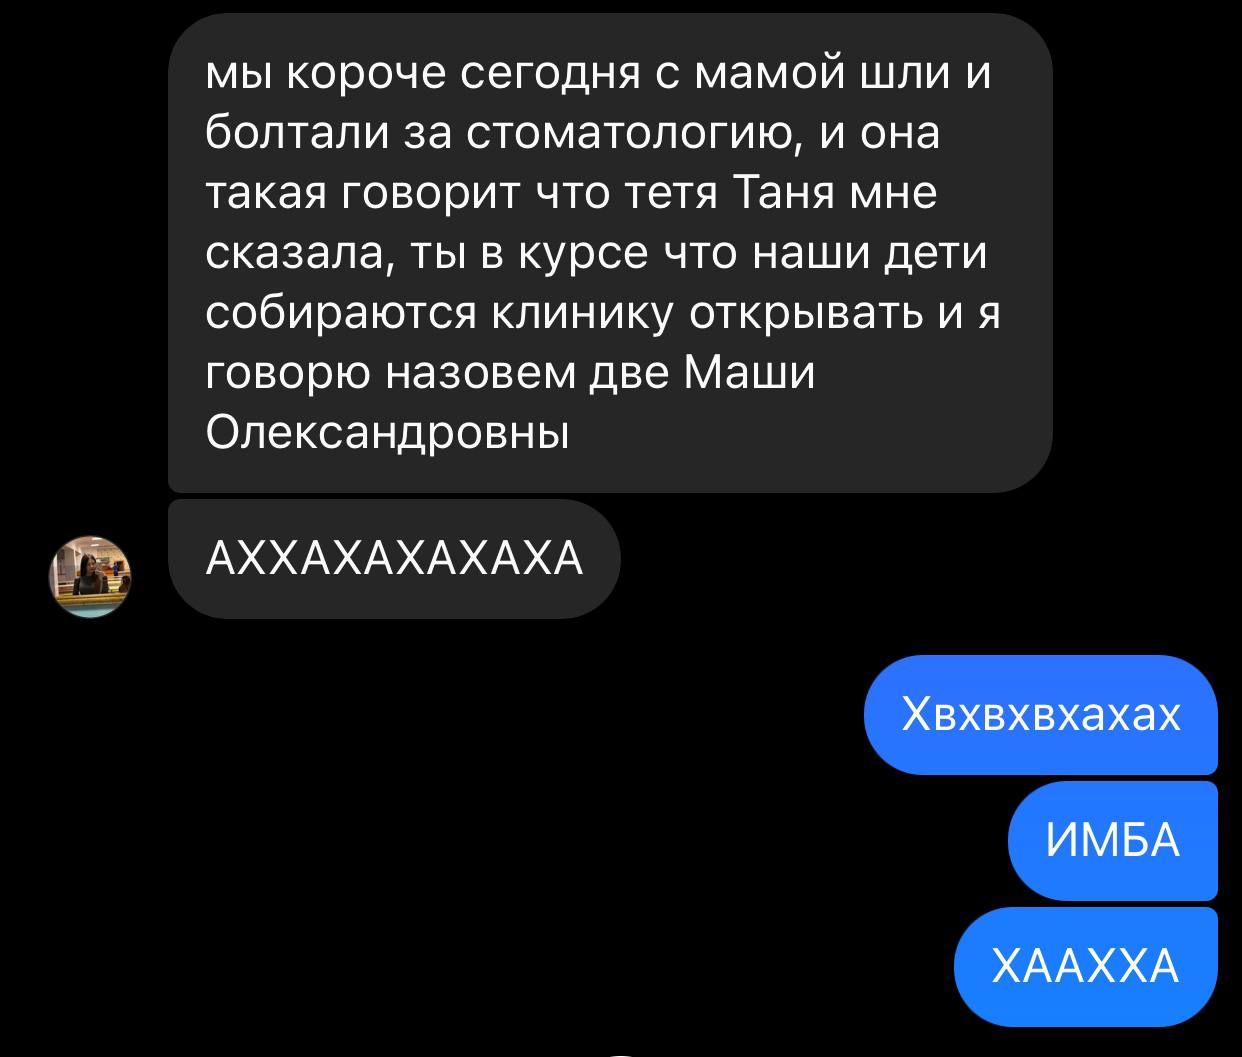 мы короче сегодня с мамой шли и
болтали за стоматологию, и она
такая говорит что тетя Таня мне
сказала, ты в курсе что наши дети
собираются клинику открывать и я
говорю назовем две Маши
Олександровны
АХХАХАХАХАХА
Хвхвхвхахах
ИМБА
ХААХХА